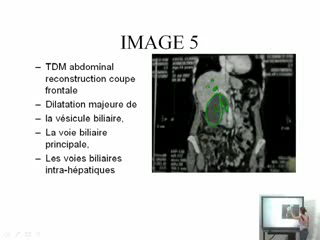 IMAGE 5
– TDM abdominal
reconstruction coupe
frontale
– Dilatation majeure de
– la vésicule biliaire,
– La voie biliaire
principale,
– Les voies biliaires
intra-hépatiques